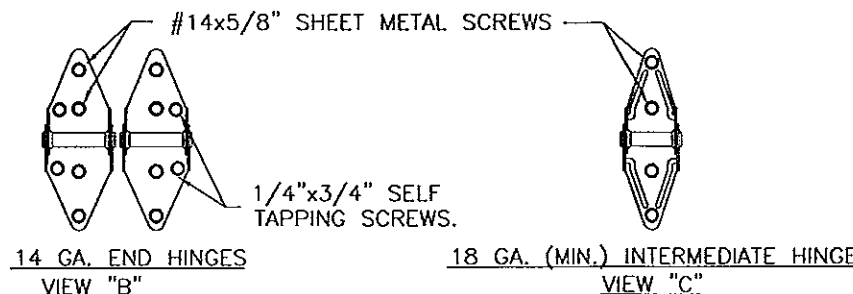 #14x5/8" SHEET METAL SCREWS
1/4"x3/4" SELF
TAPPING SCREWS.
14 GA. END HINGES
VIEW "B"
18 GA. (MIN.) INTERMEDIATE HINGE
VIEW "C"